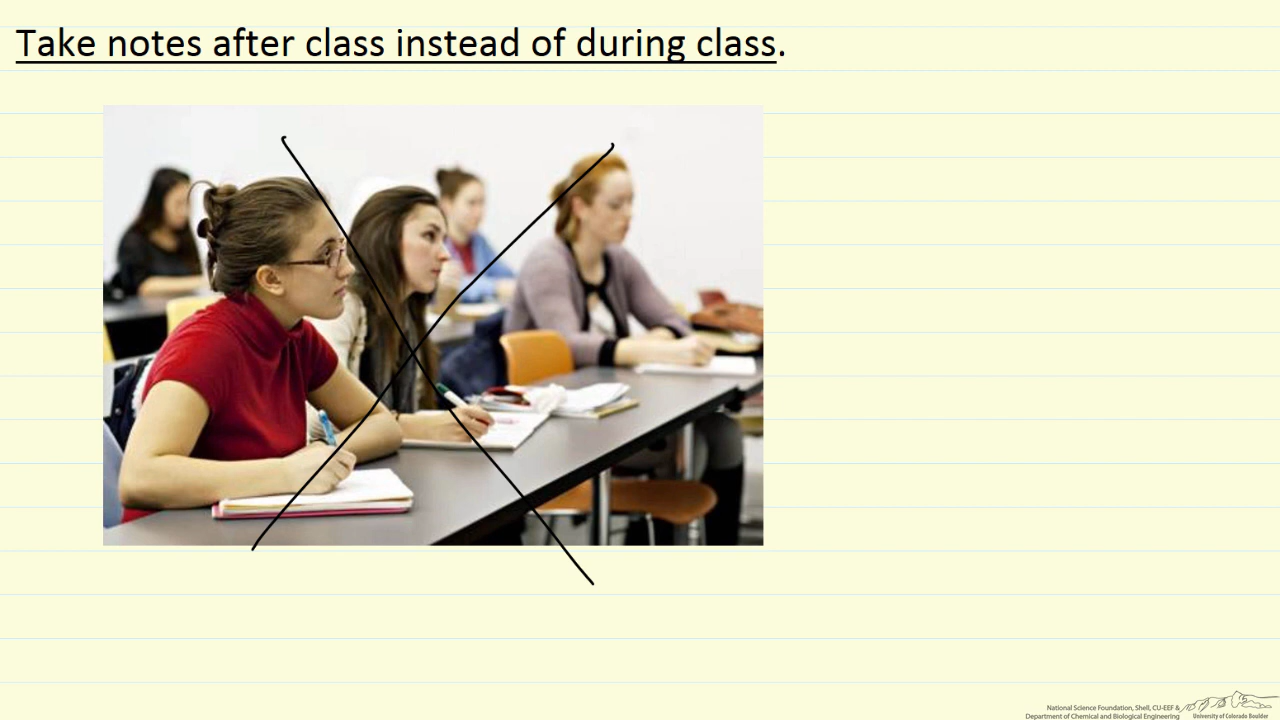 Take notes after class instead of during class.
National Science Foundation, Shell, CU-EEF &
Department of Chemical and Biological Engineering
University of Colorado Boulder